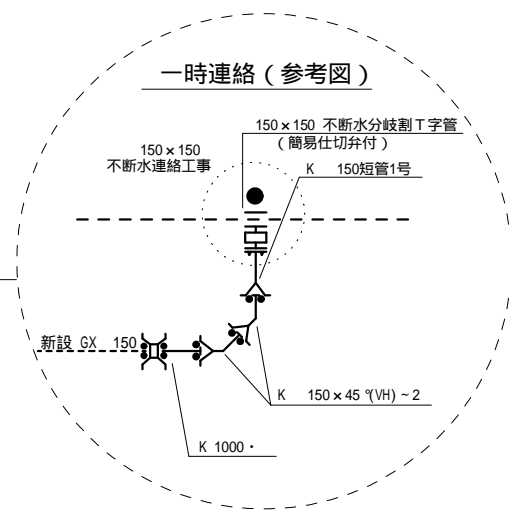 一時連絡（参考図）
150×150 不断水分岐割Ｔ字管
（簡易仕切弁付）
150×150
不断水連絡工事
K 150短管1号
新設 GX 150
K 150×45°(VH)～2
K 1000・